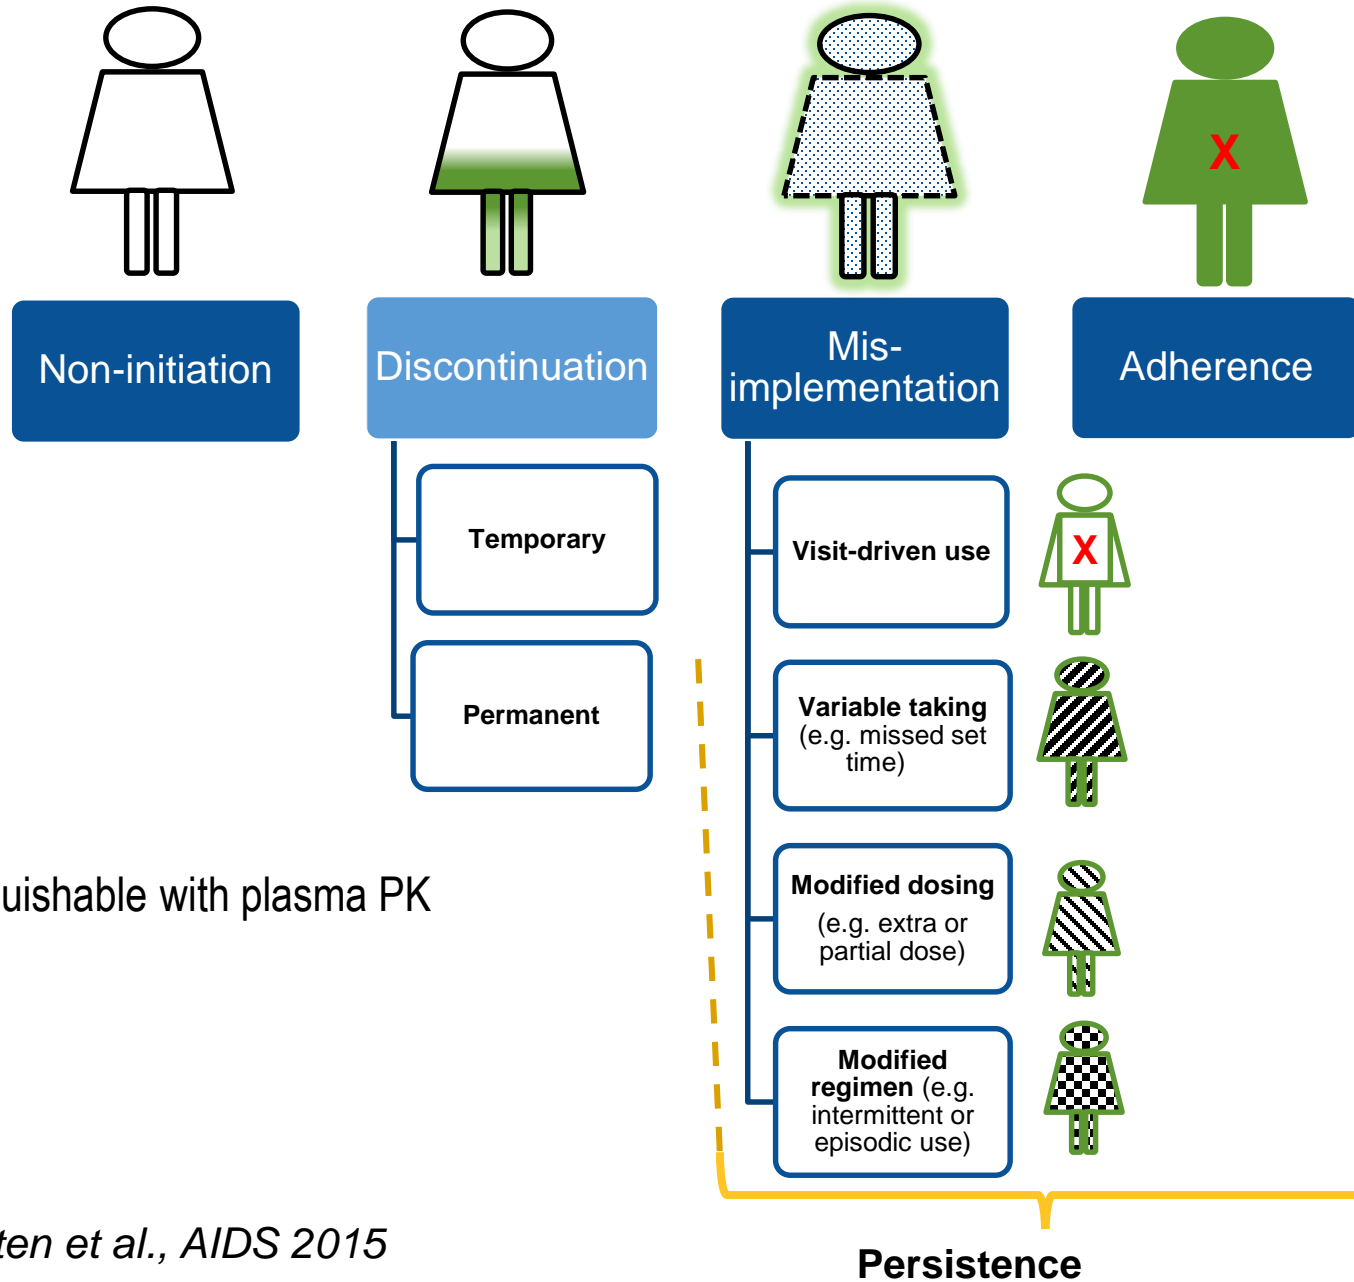 X
Non-initiation
Discontinuation
Mis-
implementation
Adherence
Temporary
Permanent
Visit-driven use
X
Variable taking
(e.g. missed set
time)
Modified dosing
(e.g. extra or
partial dose)
Modified
regimen (e.g.
intermittent or
episodic use)
uishable with plasma PK
ten et al., AIDS 2015
Persistence